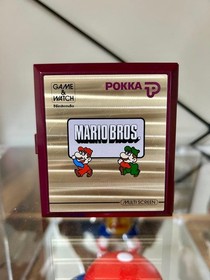 GAME &
WATCH
Nintendo
POKKA
MARIO BROS.
MULTI SCREEN